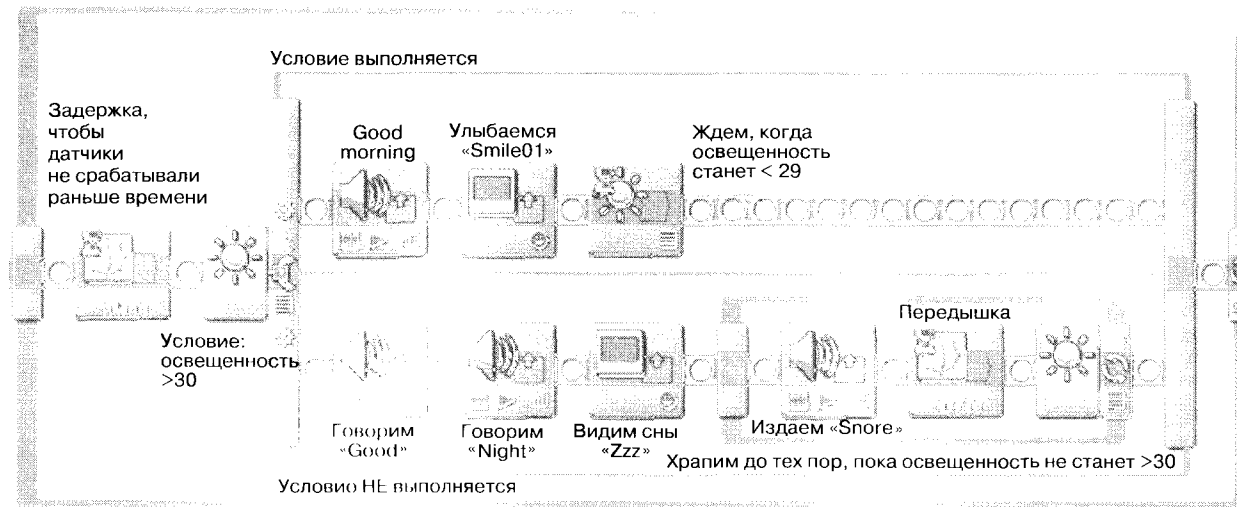 Условие выполняется
Задержка,
чтобы
датчики
не срабатывали
раньше времени
Good
morning
Улыбаемся
«Smile01»
Ждем, когда
освещенность
станет < 29
Условие:
освещенность
>30
Передышка
Говорим
«Good»
Говорим
«Night»
Видим сны
«Zzz»
Издаем «Snore»
Храпим до тех пор, пока освещенность не станет >30
Условио НЕ выполняется